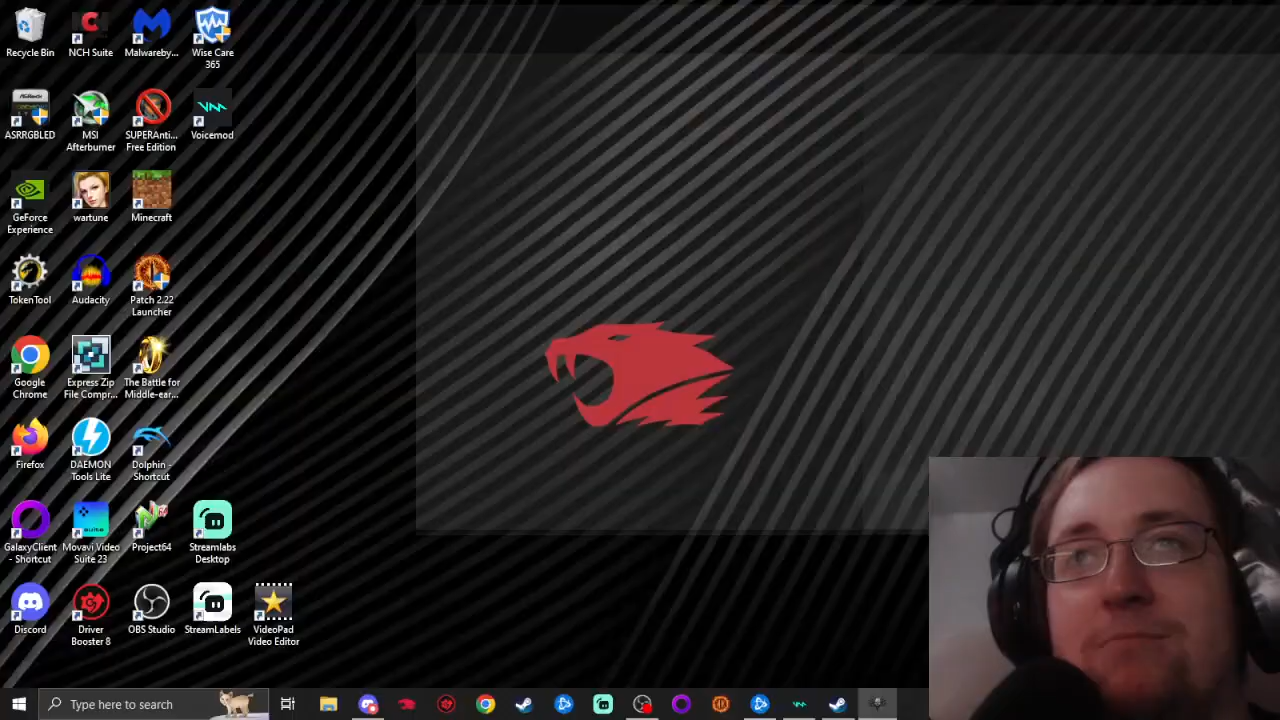 Recycle Bin
NCH Suite
Malwareby...
Wise Care
365
ASRRGBLED
MSI
Afterburner
SUPERAnti...
Free Edition
Voicemod
GeForce
Experience
wartune
Minecraft
TokenTool
Audacity
Patch 2.22
Launcher
Google
Chrome
Express Zip
File Compr...
The Battle for
Middle-ear...
Firefox
DAEMON
Tools Lite
Dolphin -
Shortcut
GalaxyClient
- Shortcut
Movavi Video
Suite 23
Project64
Streamlabs
Desktop
Discord
Driver
Booster 8
OBS Studio
StreamLabels
VideoPad
Video Editor
Type here to search